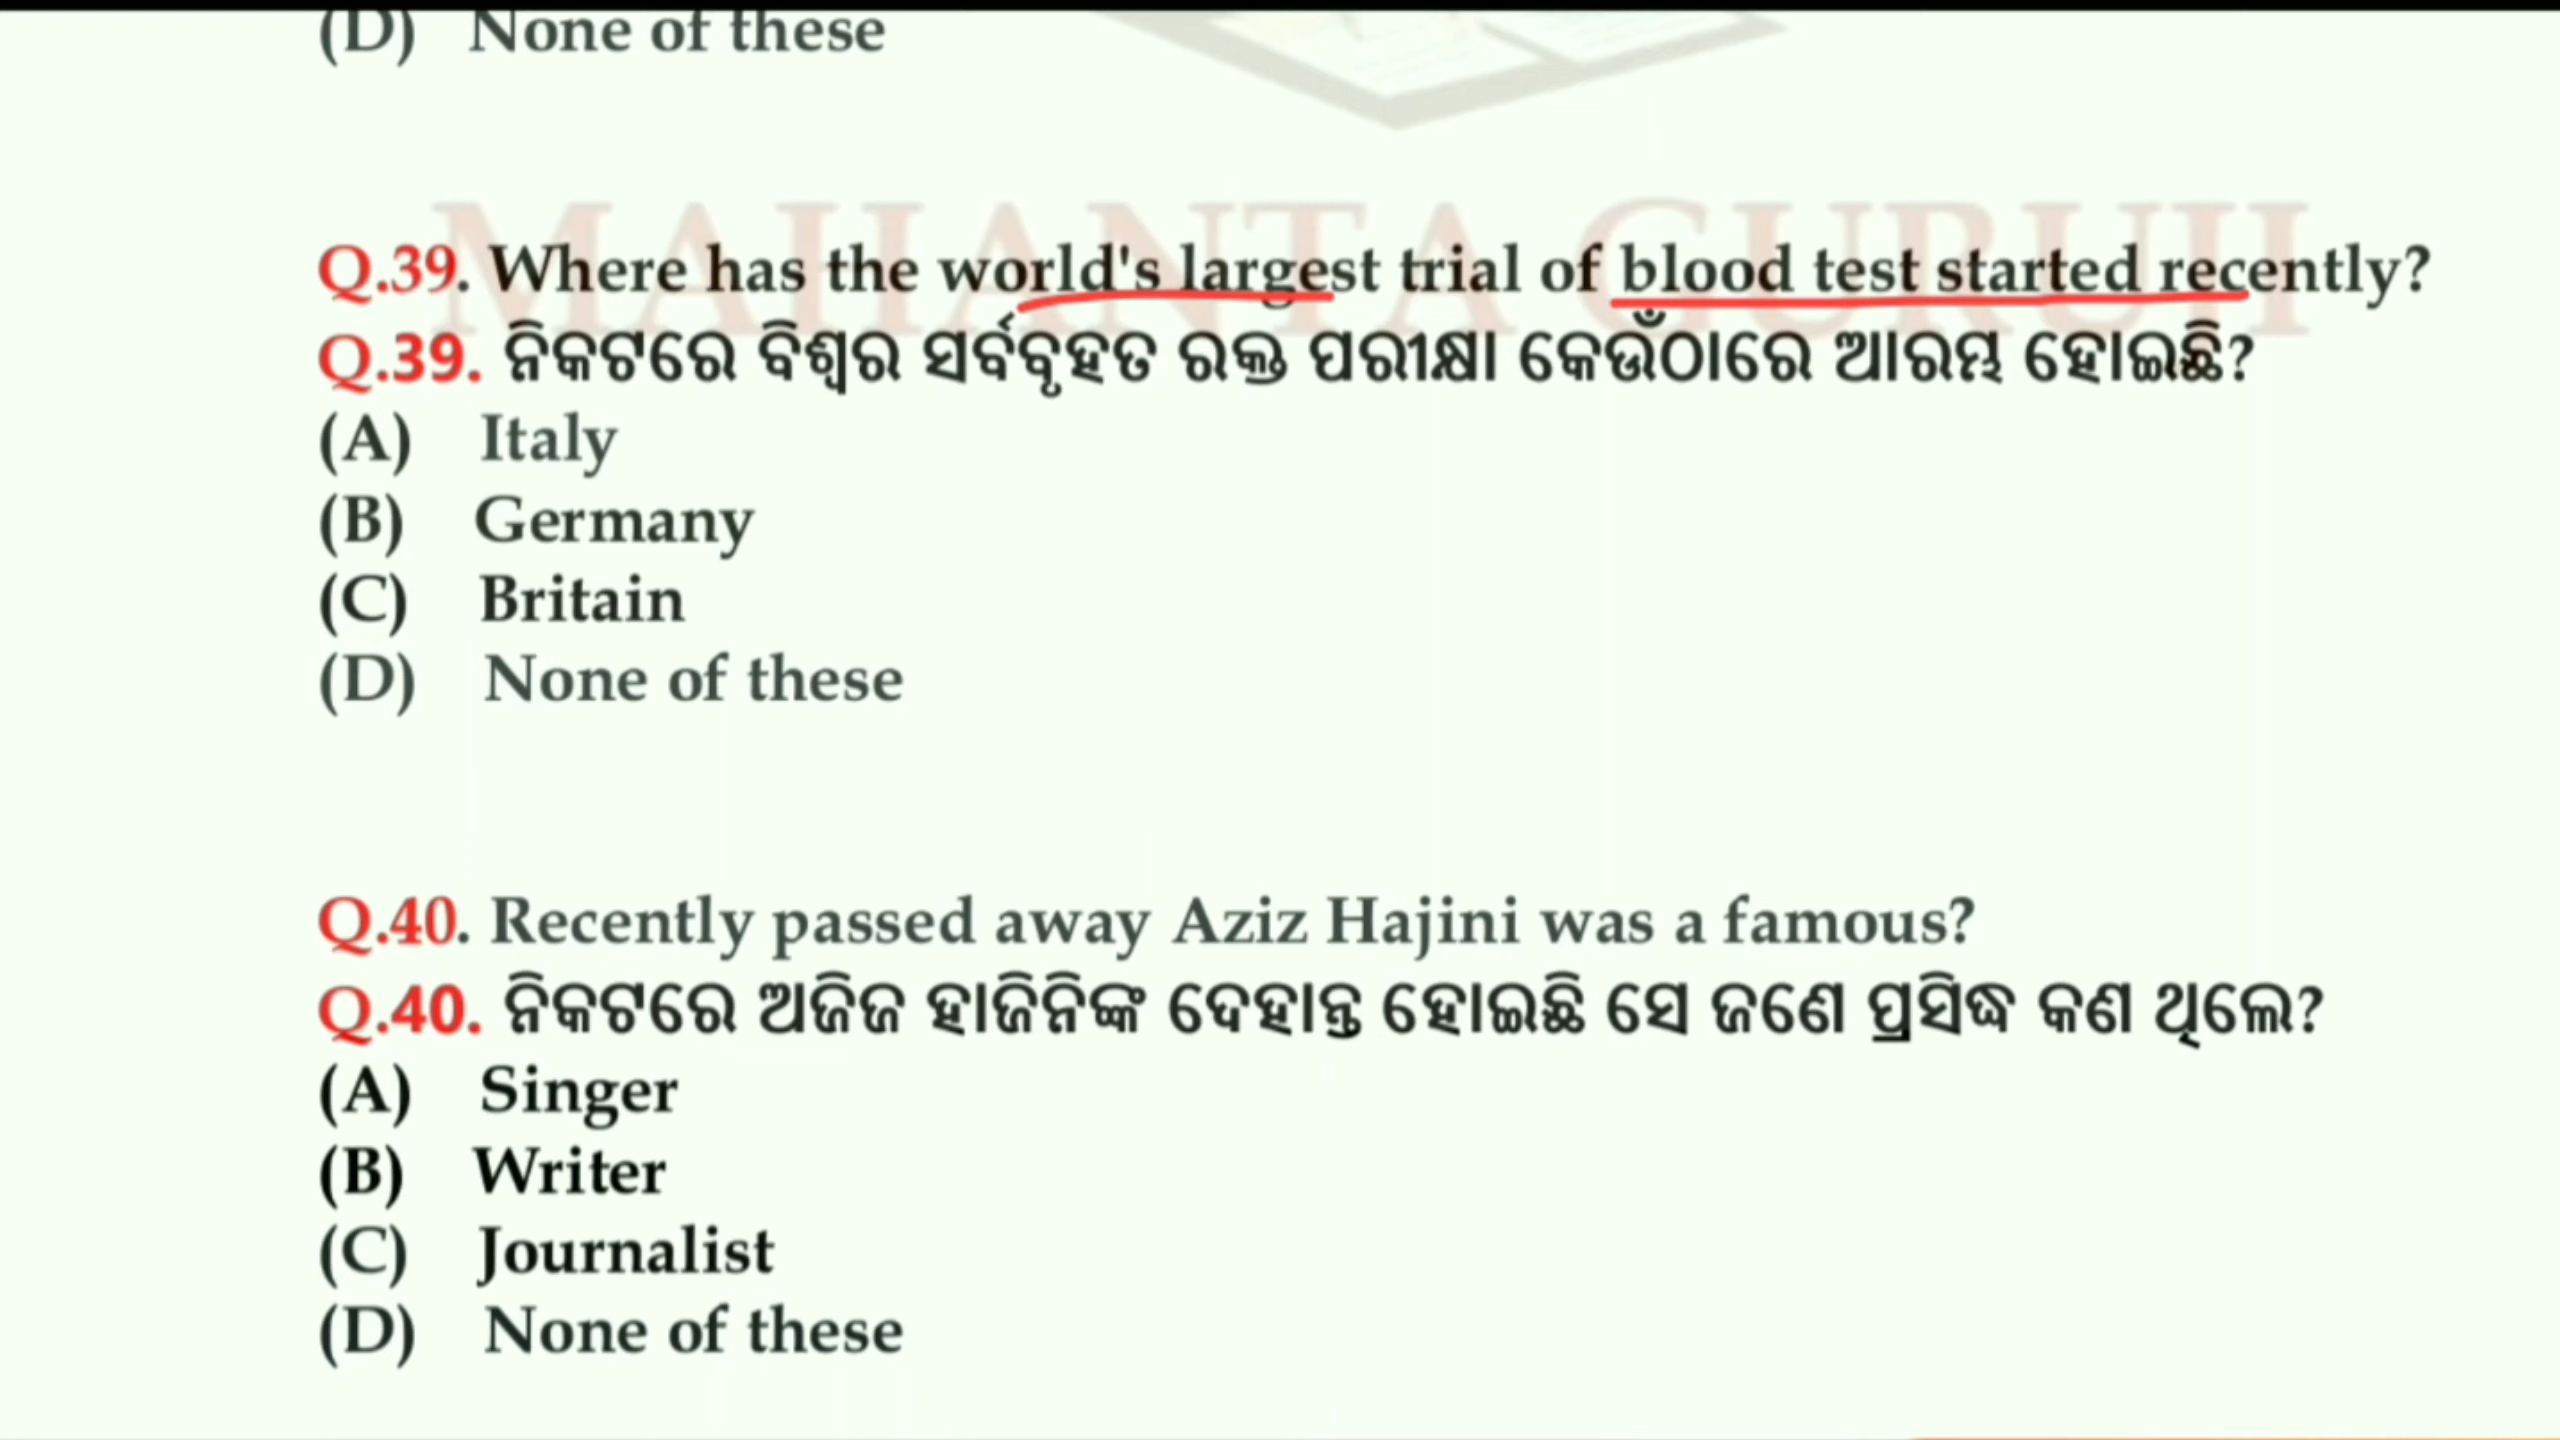 (D) None of these
MAHANTA GURUJI
Q.39. Where has the world's largest trial of blood test started recently?
Q.39. ନିକଟରେ ବିଶ୍ୱର ସର୍ବବୃହତ ରକ୍ତ ପରୀକ୍ଷା କେଉଁଠାରେ ଆରମ୍ଭ ହୋଇଛି?
(A) Italy
(B) Germany
(C) Britain
(D) None of these
Q.40. Recently passed away Aziz Hajini was a famous?
Q.40. ନିକଟରେ ଅଜିଜ ହାଜିନିଙ୍କ ଦେହାନ୍ତ ହୋଇଛି ସେ ଜଣେ ପ୍ରସିଦ୍ଧ କଣ ଥିଲେ?
(A) Singer
(B) Writer
(C) Journalist
(D) None of these